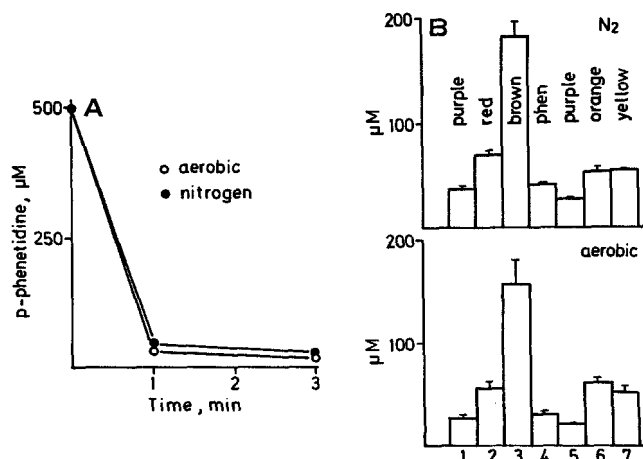 A
500
250
p-phenetidine, µM
aerobic
nitrogen
1
2
3
Time, min
B
N2
200
100
µM
purple
red
brown
phen
purple
orange
yellow
aerobic
200
100
µM
1 2 3 4 5 6 7